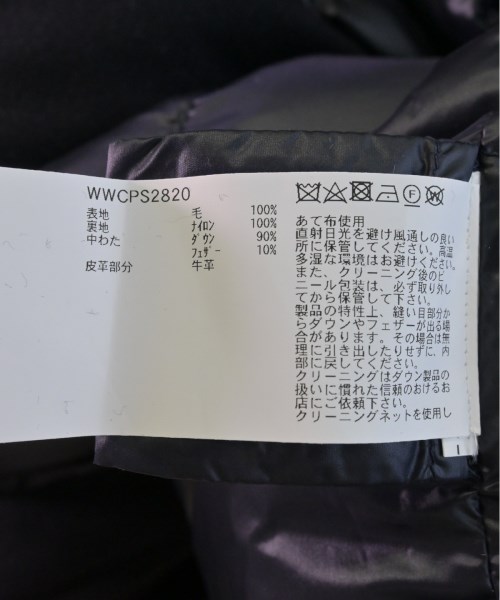 WWCPS2820
表地 毛 100%
裏地 ナイロン 100%
中わた ダウン 90%
フェザー 10%
皮革部分 牛革
F W
あて布使用
直射日光を避け風通しの良い
所に保管してください。高温
多湿な環境はお避けください。
また、クリーニング後のビ
ニール包装は、必ず取り外し
てから保管して下さい。
製品の特性上、縫い目部分か
らダウンやフェザーが出る場
合があります。その場合は無
理に引き出したりせずに、内
部に戻してください。
クリーニングはダウン製品の
扱いに慣れた信頼のおけるお
店にご依頼下さい。
クリーニングネットを使用し